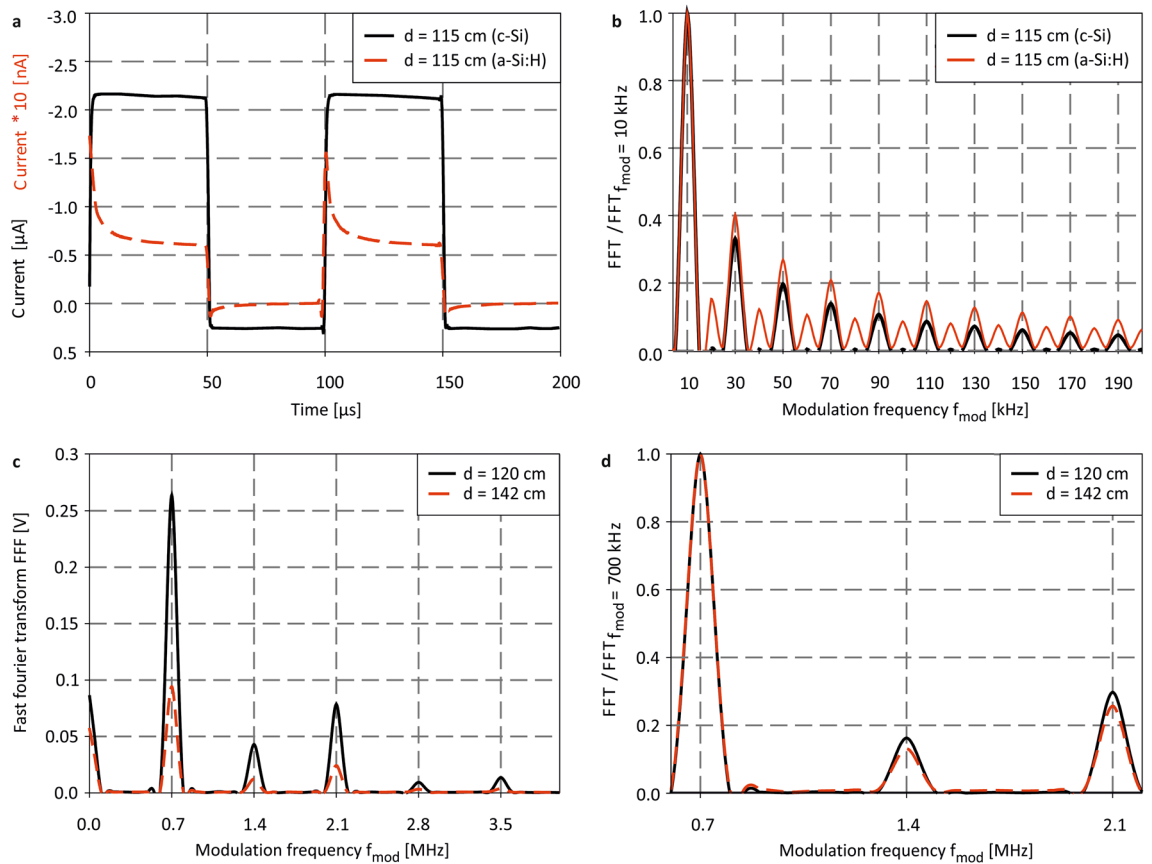 a
-3.0
-2.5
-2.0
-1.5
-1.0
-0.5
0.0
0.5
Current [µA]
Current * 10 [nA]
d = 115 cm (c-Si)
d = 115 cm (a-Si:H)
0
50
100
150
200
Time [µs]
b
1.0
0.8
0.6
0.4
0.2
0.0
FFT / FFT fmod = 10 kHz
d = 115 cm (c-Si)
d = 115 cm (a-Si:H)
10
30
50
70
90
110
130
150
170
190
Modulation frequency fmod [kHz]
c
0.3
0.25
0.2
0.15
0.1
0.05
0.0
Fast fourier transform FFF [V]
d = 120 cm
d = 142 cm
0.0
0.7
1.4
2.1
2.8
3.5
Modulation frequency fmod [MHz]
d
1.0
0.8
0.6
0.4
0.2
0.0
FFT / FFT fmod = 700 kHz
d = 120 cm
d = 142 cm
0.7
1.4
2.1
Modulation frequency fmod [MHz]